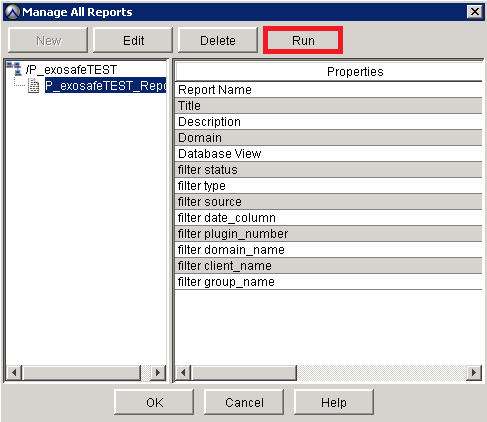 Manage All Reports
New Edit Delete Run
/P_exosafeTEST
P_exosafeTEST_Repo
Properties
Report Name
Title
Description
Domain
Database View
filter status
filter type
filter source
filter date_column
filter plugin_number
filter domain_name
filter client_name
filter group_name
OK Cancel Help